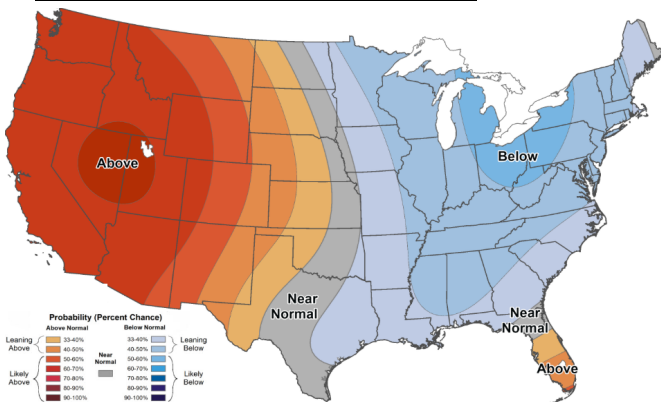 Above
Below
Near
Normal
Near
Normal
Above
Probability (Percent Chance)
Above Normal
Below Normal
Leaning
Above
33-40%
40-50%
Near
Normal
33-40%
40-50%
Leaning
Below
Likely
Above
50-60%
60-70%
70-80%
80-90%
90-100%
50-60%
60-70%
70-80%
80-90%
90-100%
Likely
Below